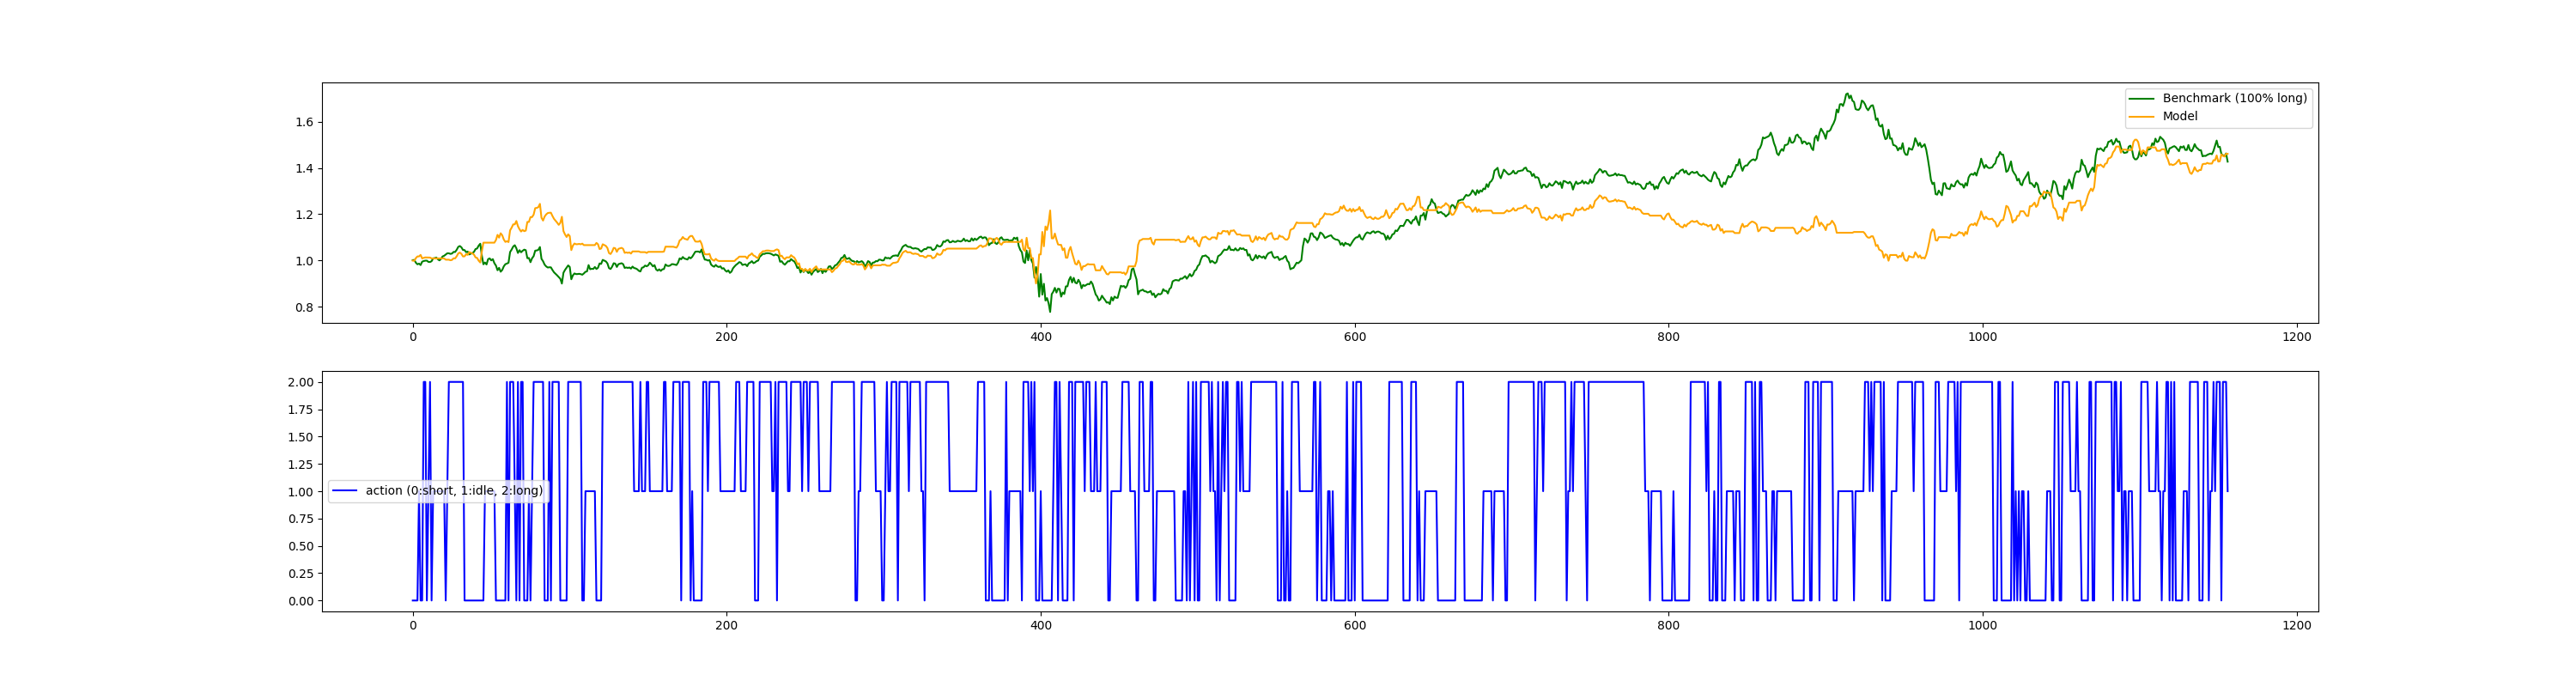 1.6
1.4
1.2
1.0
0.8
Benchmark (100% long)
Model
0 200 400 600 800 1000 1200
2.00
1.75
1.50
1.25
1.00
0.75
0.50
0.25
0.00
action (0:short, 1:idle, 2:long)
0 200 400 600 800 1000 1200